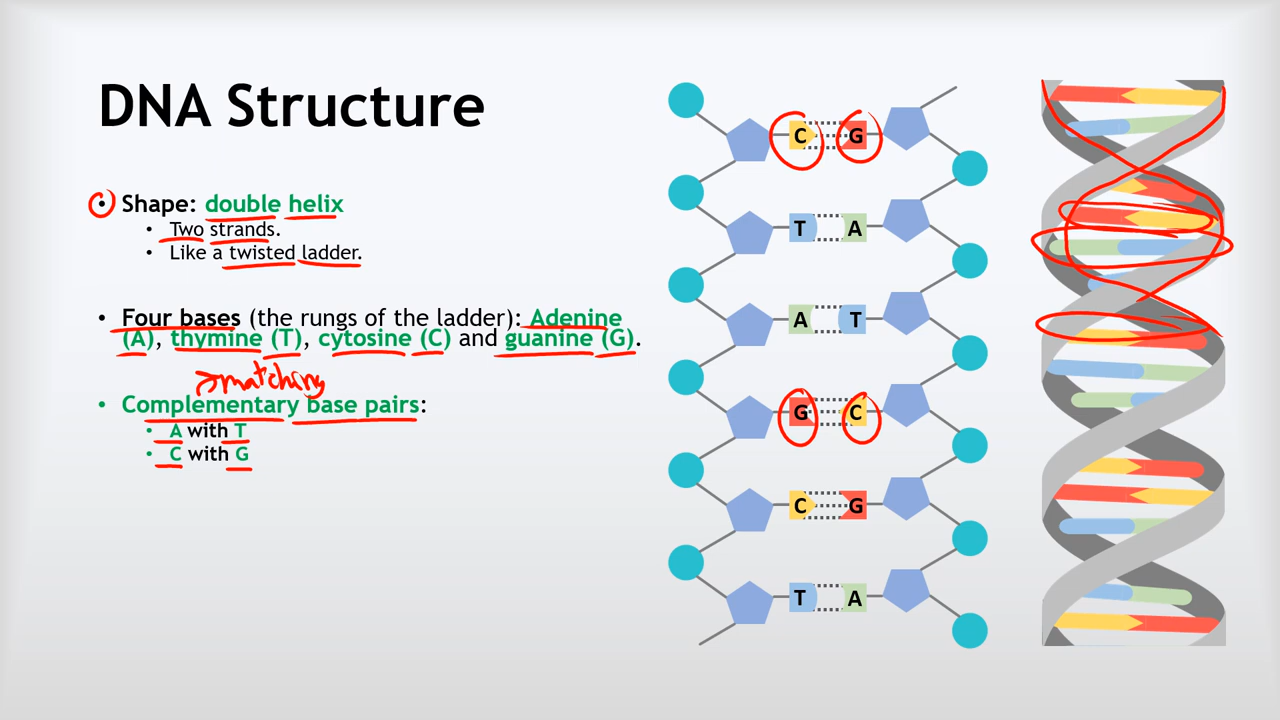 DNA Structure
• Shape: double helix
• Two strands.
• Like a twisted ladder.
• Four bases (the rungs of the ladder): Adenine
(A), thymine (T), cytosine (C) and guanine (G).
matching
• Complementary base pairs:
• A with T
• C with G
C G
T A
A T
G C
C G
T A